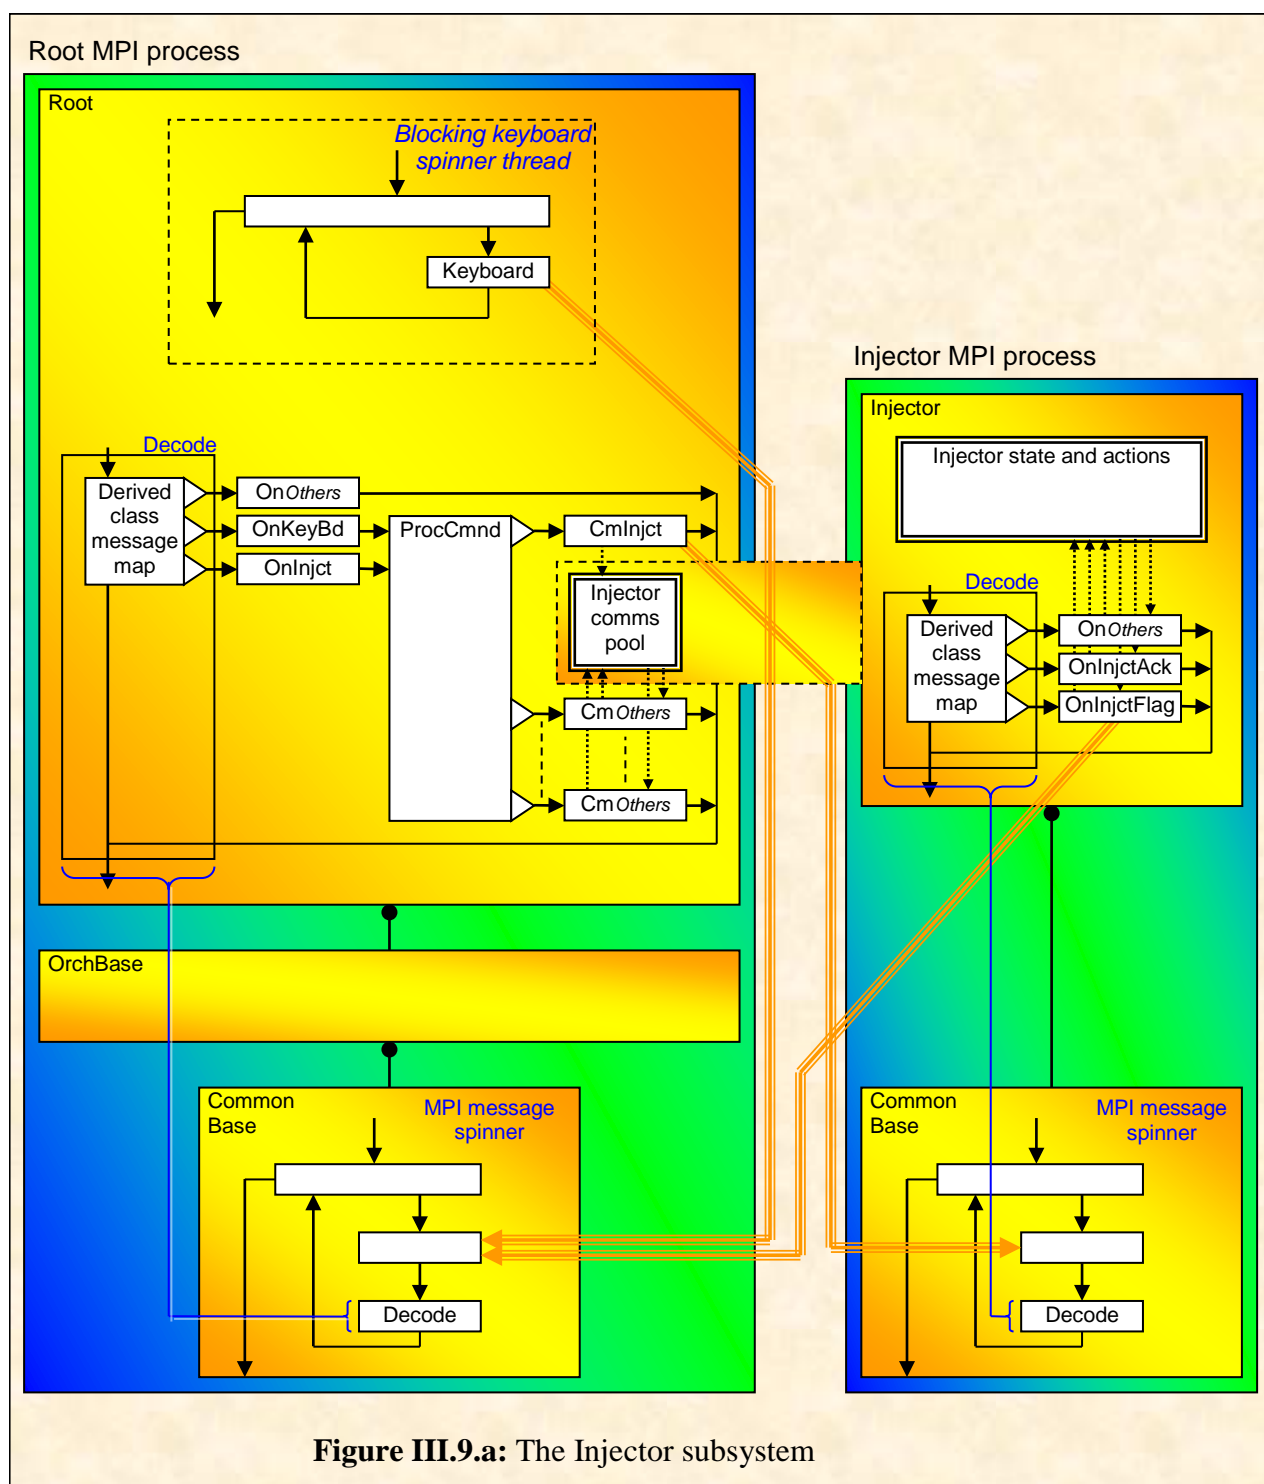 Root MPI process
Root
Blocking keyboard
spinner thread
Keyboard
Decode
Derived
class
message
map
OnOthers
OnKeyBd
OnInjct
ProcCmnd
CmInjct
Injector
comms
pool
CmOthers
CmOthers
OrchBase
Common
Base
MPI message
spinner
Decode
Injector MPI process
Injector
Injector state and actions
Decode
Derived
class
message
map
OnOthers
OnInjctAck
OnInjctFlag
Common
Base
MPI message
spinner
Decode
Figure III.9.a: The Injector subsystem